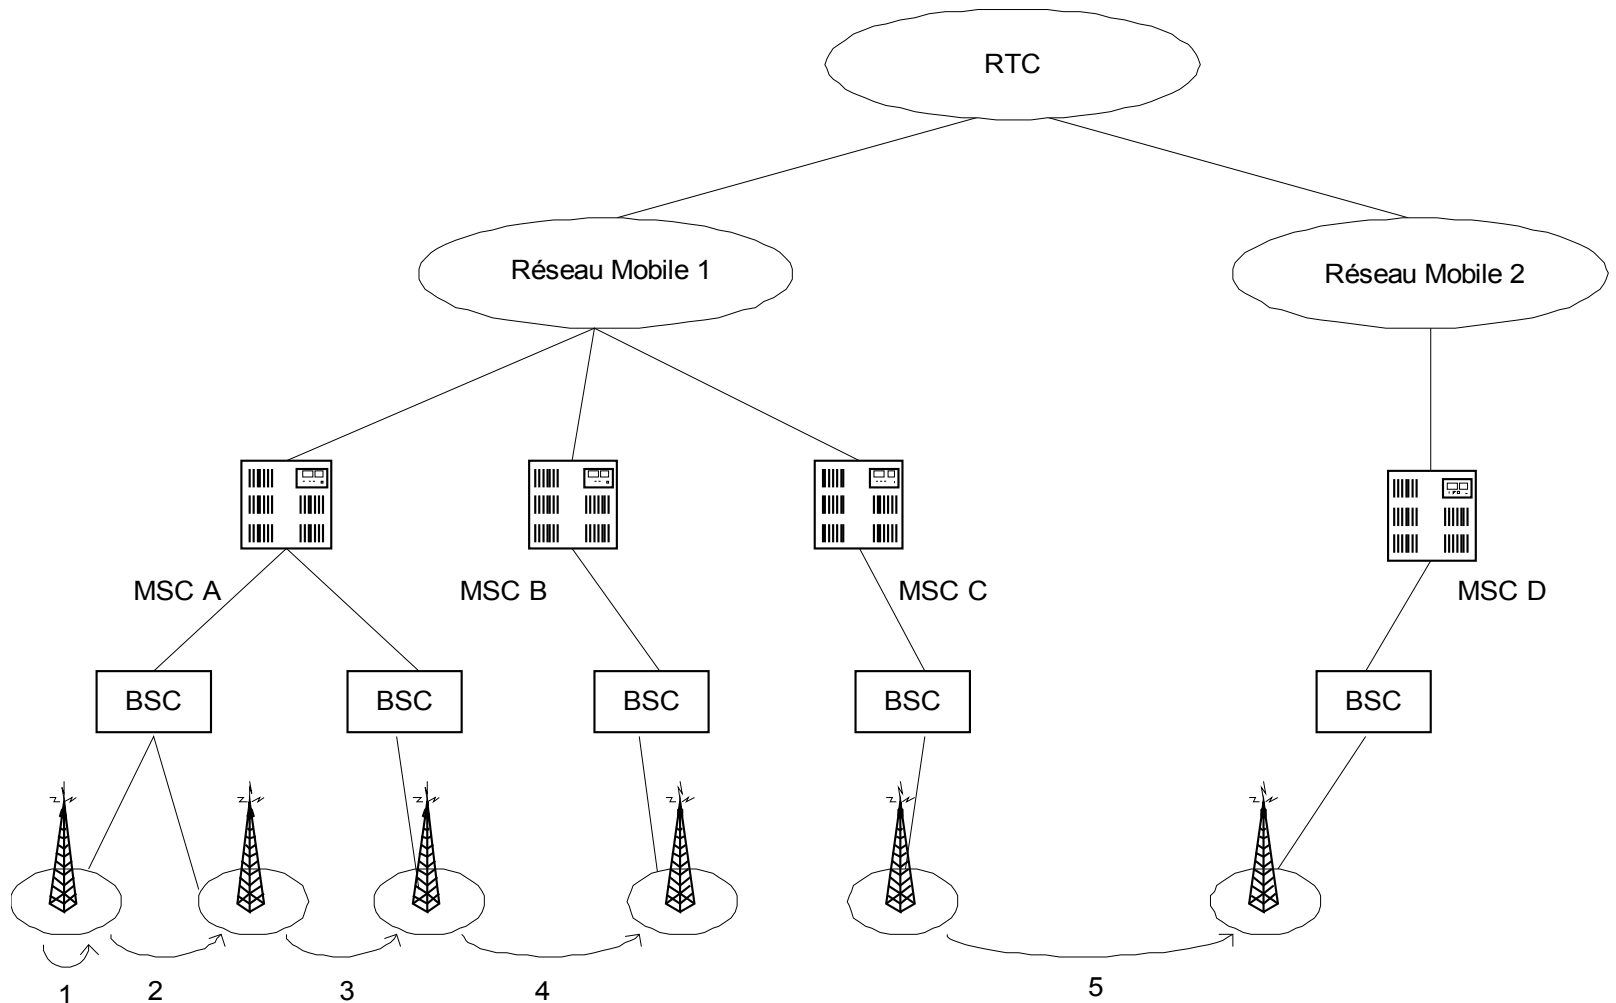 RTC
Réseau Mobile 1
Réseau Mobile 2
MSC A
MSC B
MSC C
MSC D
BSC
BSC
BSC
BSC
BSC
1
2
3
4
5